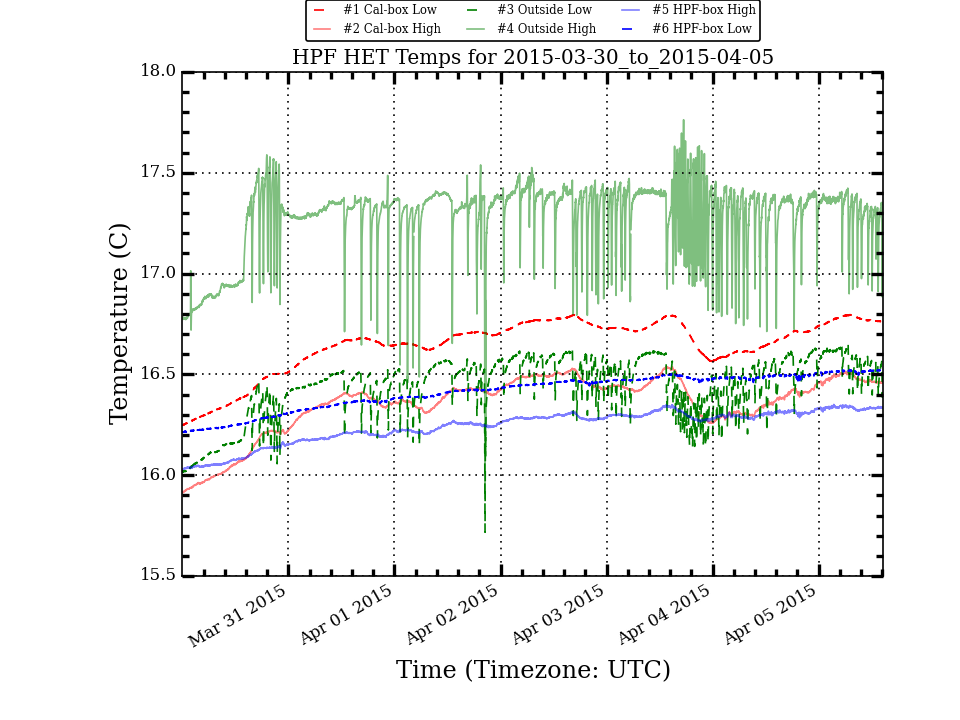 #1 Cal-box Low #3 Outside Low #5 HPF-box High
#2 Cal-box High #4 Outside High #6 HPF-box Low
HPF HET Temps for 2015-03-30_to_2015-04-05
18.0
17.5
17.0
16.5
16.0
15.5
Temperature (C)
Mar 31 2015 Apr 01 2015 Apr 02 2015 Apr 03 2015 Apr 04 2015 Apr 05 2015
Time (Timezone: UTC)